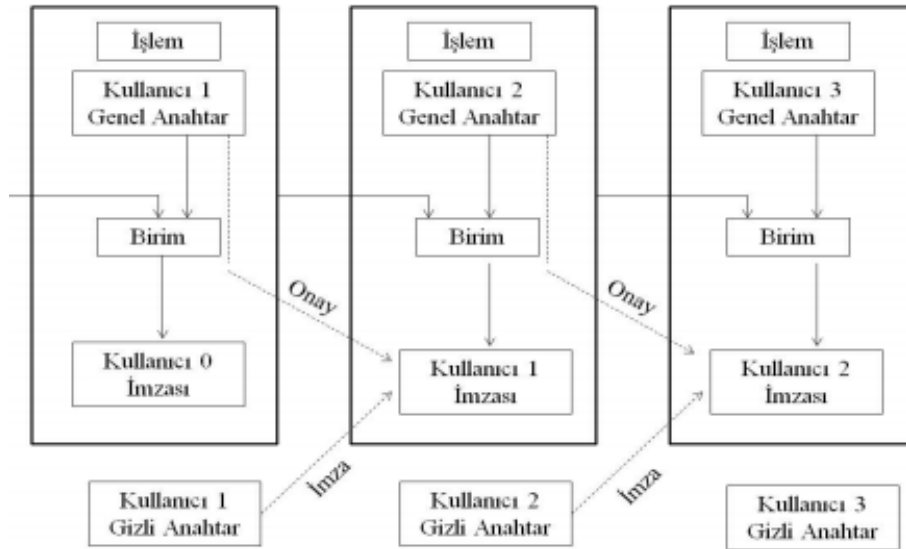 İşlem
Kullanıcı 1
Genel Anahtar
Birim
Kullanıcı 0
İmzası
Onay
İşlem
Kullanıcı 2
Genel Anahtar
Birim
Kullanıcı 1
İmzası
Onay
İşlem
Kullanıcı 3
Genel Anahtar
Birim
Kullanıcı 2
İmzası
Kullanıcı 1
Gizli Anahtar
İmza
Kullanıcı 2
Gizli Anahtar
İmza
Kullanıcı 3
Gizli Anahtar